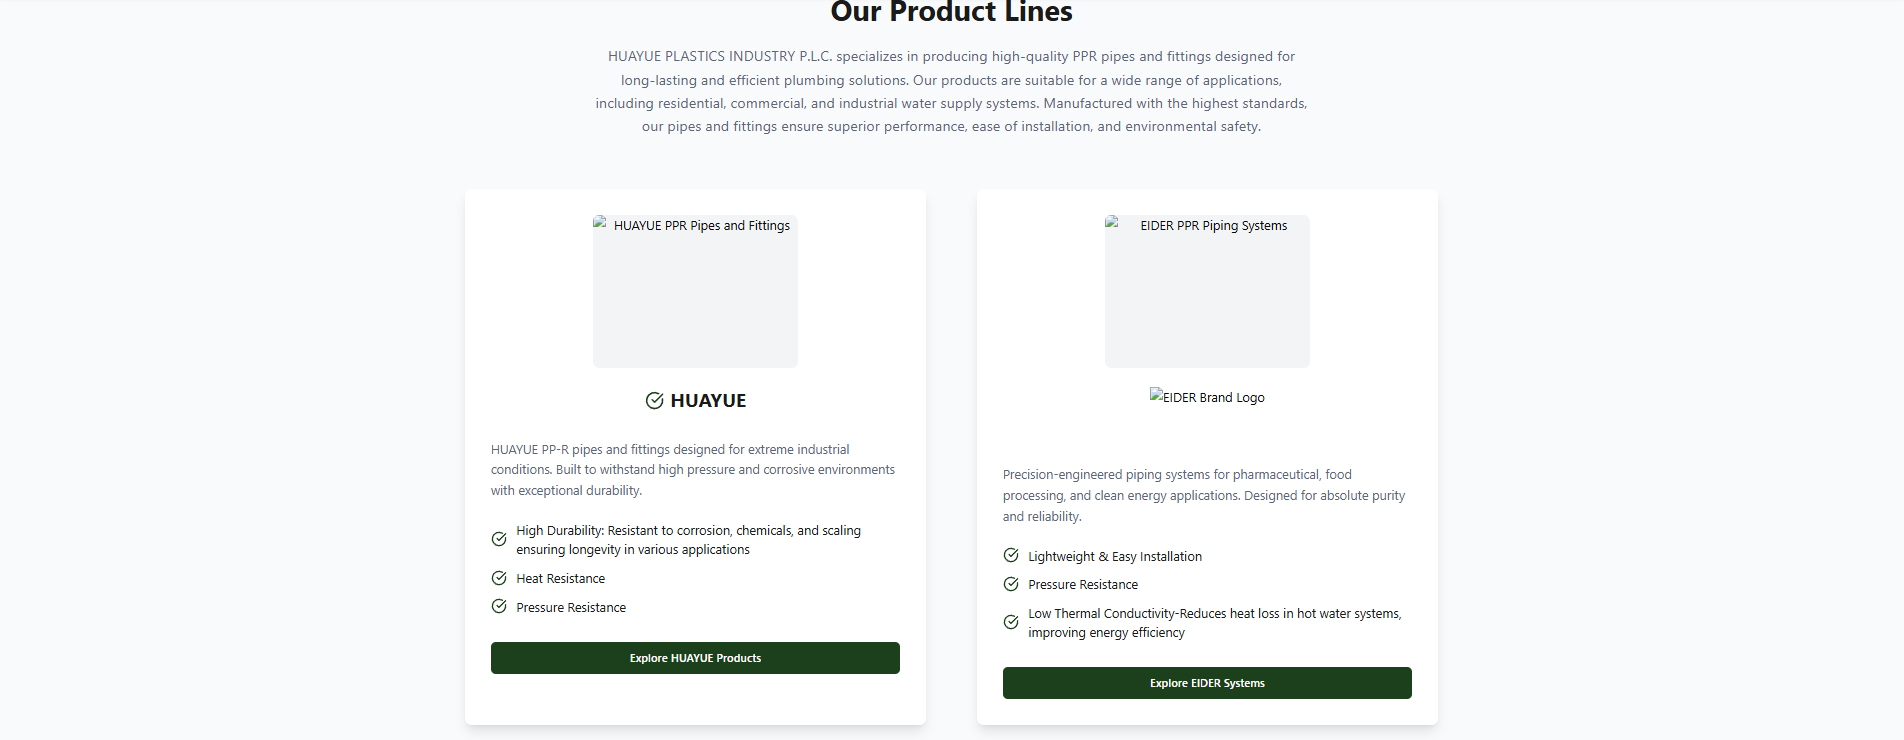 Our Product Lines
HUAYUE PLASTICS INDUSTRY P.L.C. specializes in producing high-quality PPR pipes and fittings designed for
long-lasting and efficient plumbing solutions. Our products are suitable for a wide range of applications,
including residential, commercial, and industrial water supply systems. Manufactured with the highest standards,
our pipes and fittings ensure superior performance, ease of installation, and environmental safety.
HUAYUE PPR Pipes and Fittings
HUAYUE
HUAYUE PP-R pipes and fittings designed for extreme industrial
conditions. Built to withstand high pressure and corrosive environments
with exceptional durability.
High Durability: Resistant to corrosion, chemicals, and scaling
ensuring longevity in various applications
Heat Resistance
Pressure Resistance
Explore HUAYUE Products
EIDER PPR Piping Systems
EIDER Brand Logo
Precision-engineered piping systems for pharmaceutical, food
processing, and clean energy applications. Designed for absolute purity
and reliability.
Lightweight & Easy Installation
Pressure Resistance
Low Thermal Conductivity-Reduces heat loss in hot water systems,
improving energy efficiency
Explore EIDER Systems